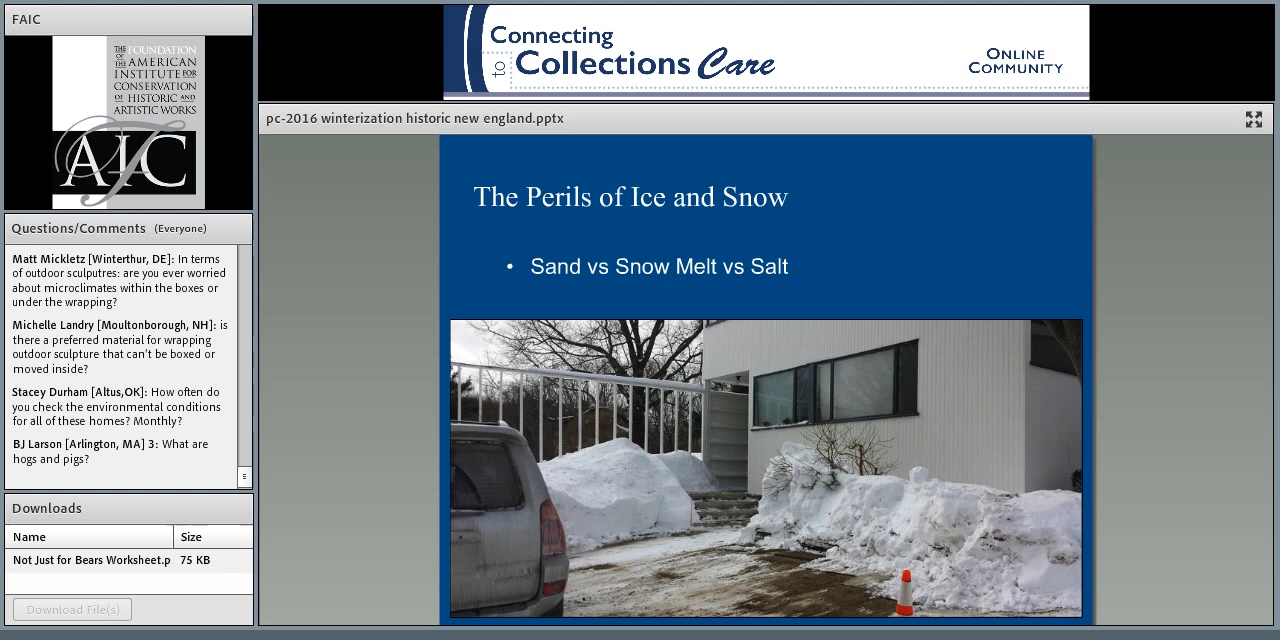 FAIC
THE FOUNDATION
OF THE AMERICAN
INSTITUTE FOR
CONSERVATION
OF HISTORIC AND
ARTISTIC WORKS
AIC
Connecting
to Collections Care
ONLINE
COMMUNITY
Questions/Comments (Everyone)
Matt Mickletz [Winterthur, DE]: In terms
of outdoor sculputres: are you ever worried
about microclimates within the boxes or
under the wrapping?
Michelle Landry [Moultonborough, NH]: is
there a preferred material for wrapping
outdoor sculpture that can't be boxed or
moved inside?
Stacey Durham [Altus,OK]: How often do
you check the environmental conditions
for all of these homes? Monthly?
BJ Larson [Arlington, MA] 3: What are
hogs and pigs?
Downloads
Name Size
Not Just for Bears Worksheet.p 75 KB
Download File(s)
pc-2016 winterization historic new england.pptx
The Perils of Ice and Snow
• Sand vs Snow Melt vs Salt